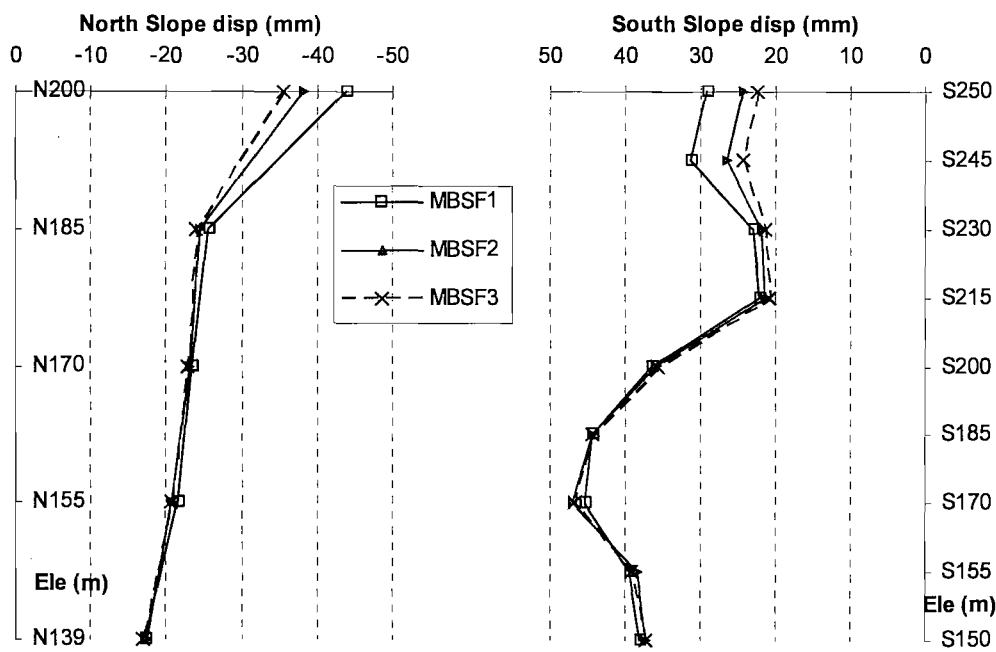 North Slope disp (mm)
0 -10 -20 -30 -40 -50
N200
N185
N170
N155
Ele (m)
N139
MBSF1
MBSF2
MBSF3
South Slope disp (mm)
50 40 30 20 10 0
S250
S245
S230
S215
S200
S185
S170
S155
Ele (m)
S150